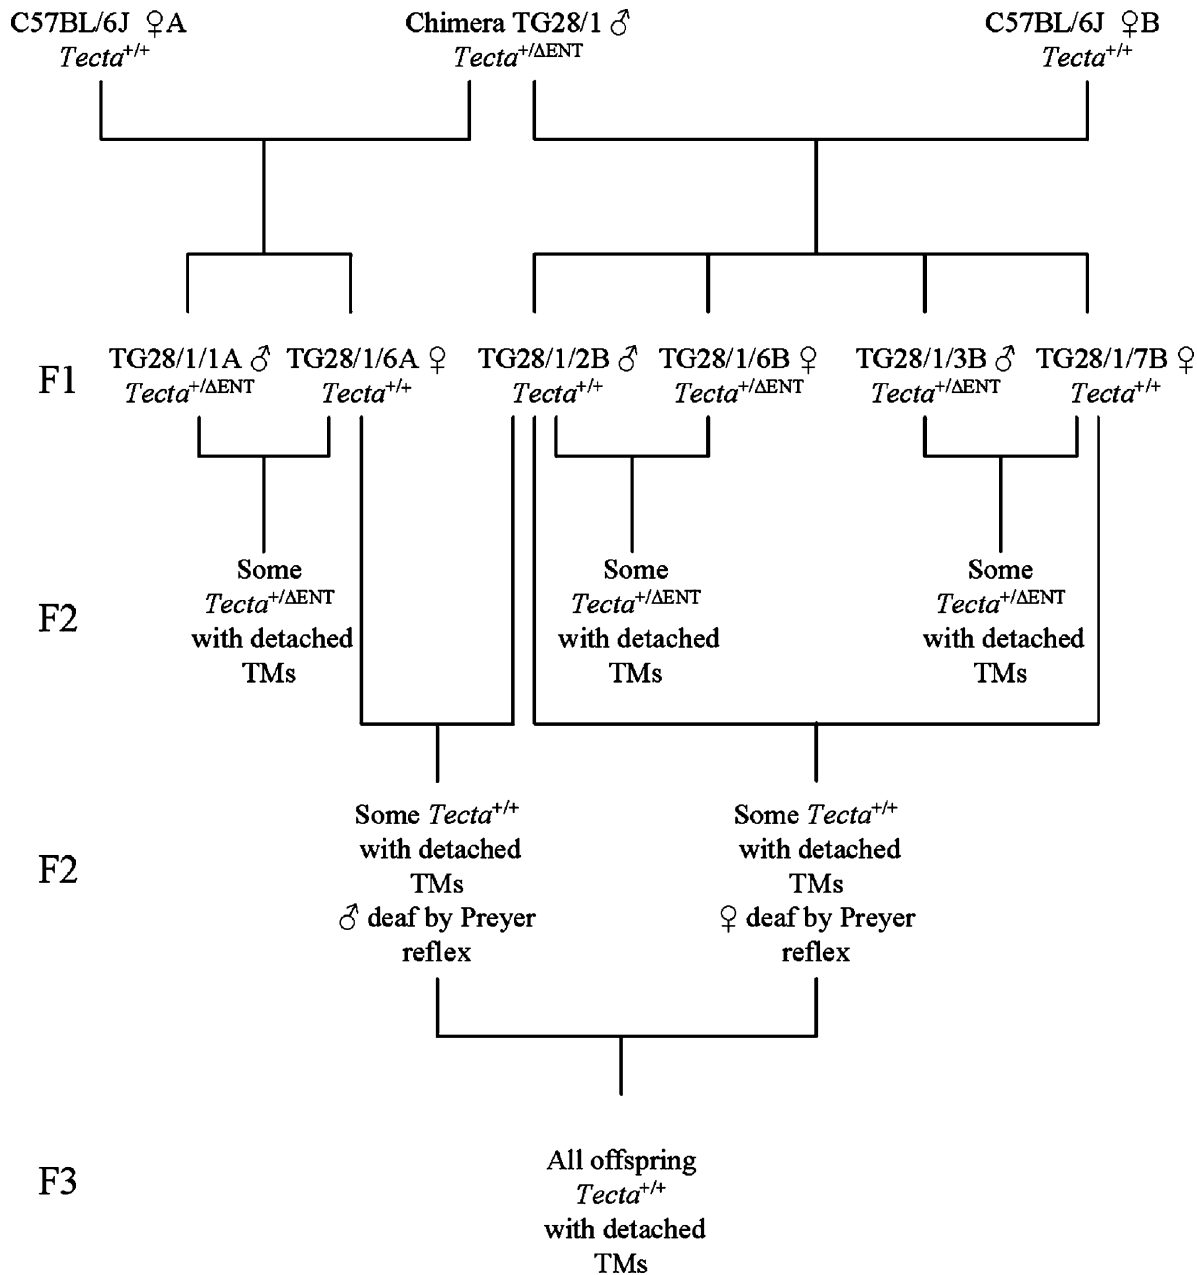 C57BL/6J ♀A
Tecta+/+
Chimera TG28/1 ♂
Tecta+/ΔENT
C57BL/6J ♀B
Tecta+/+
F1
TG28/1/1A ♂
Tecta+/ΔENT
TG28/1/6A ♀
Tecta+/+
TG28/1/2B ♂
Tecta+/+
TG28/1/6B ♀
Tecta+/ΔENT
TG28/1/3B ♂
Tecta+/ΔENT
TG28/1/7B ♀
Tecta+/+
F2
Some
Tecta+/ΔENT
with detached
TMs
Some
Tecta+/ΔENT
with detached
TMs
Some
Tecta+/ΔENT
with detached
TMs
F2
Some Tecta+/+
with detached
TMs
♂ deaf by Preyer
reflex
Some Tecta+/+
with detached
TMs
♀ deaf by Preyer
reflex
F3
All offspring
Tecta+/+
with detached
TMs